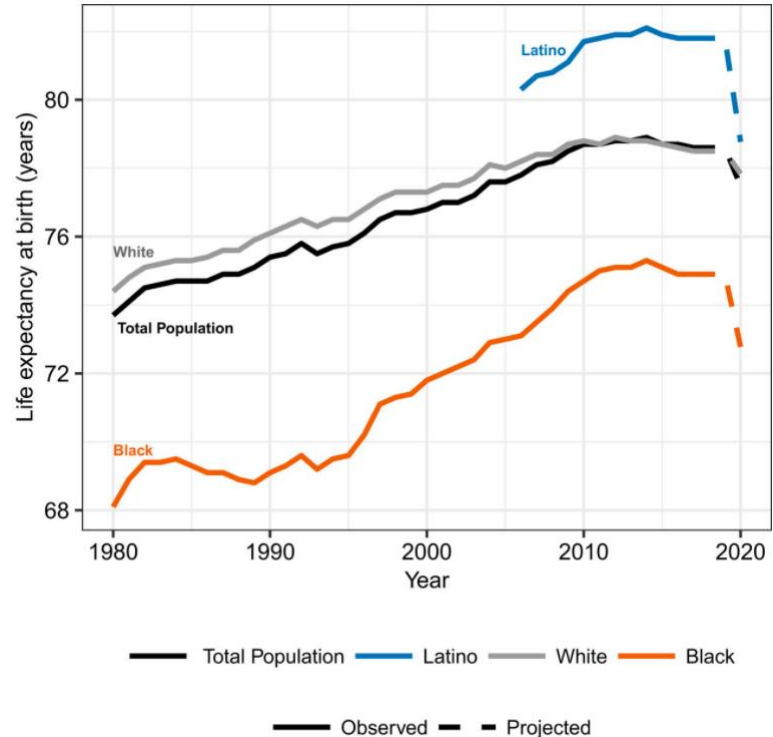 Latino
80
Life expectancy at birth (years)
76
White
Total Population
72
Black
68
1980 1990 2000 2010 2020
Year
Total Population Latino White Black
Observed Projected